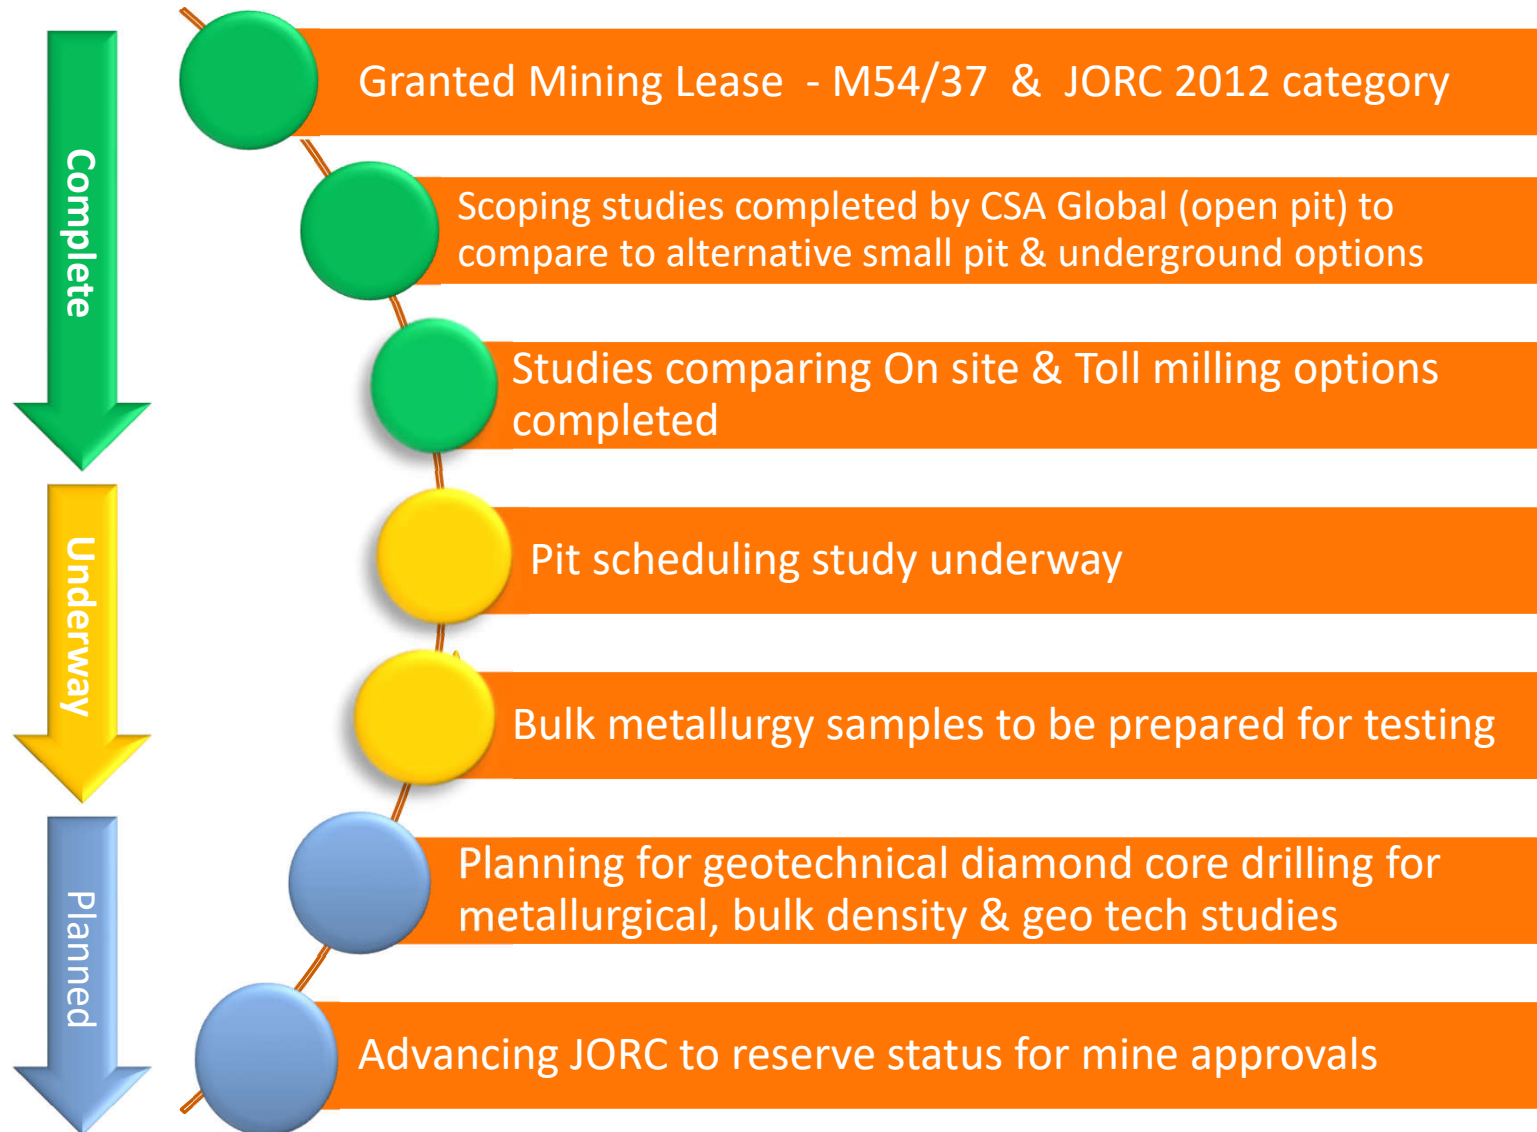 Complete
Granted Mining Lease - M54/37 & JORC 2012 category
Scoping studies completed by CSA Global (open pit) to
compare to alternative small pit & underground options
Studies comparing On site & Toll milling options
completed
Underway
Pit scheduling study underway
Bulk metallurgy samples to be prepared for testing
Planned
Planning for geotechnical diamond core drilling for
metallurgical, bulk density & geo tech studies
Advancing JORC to reserve status for mine approvals